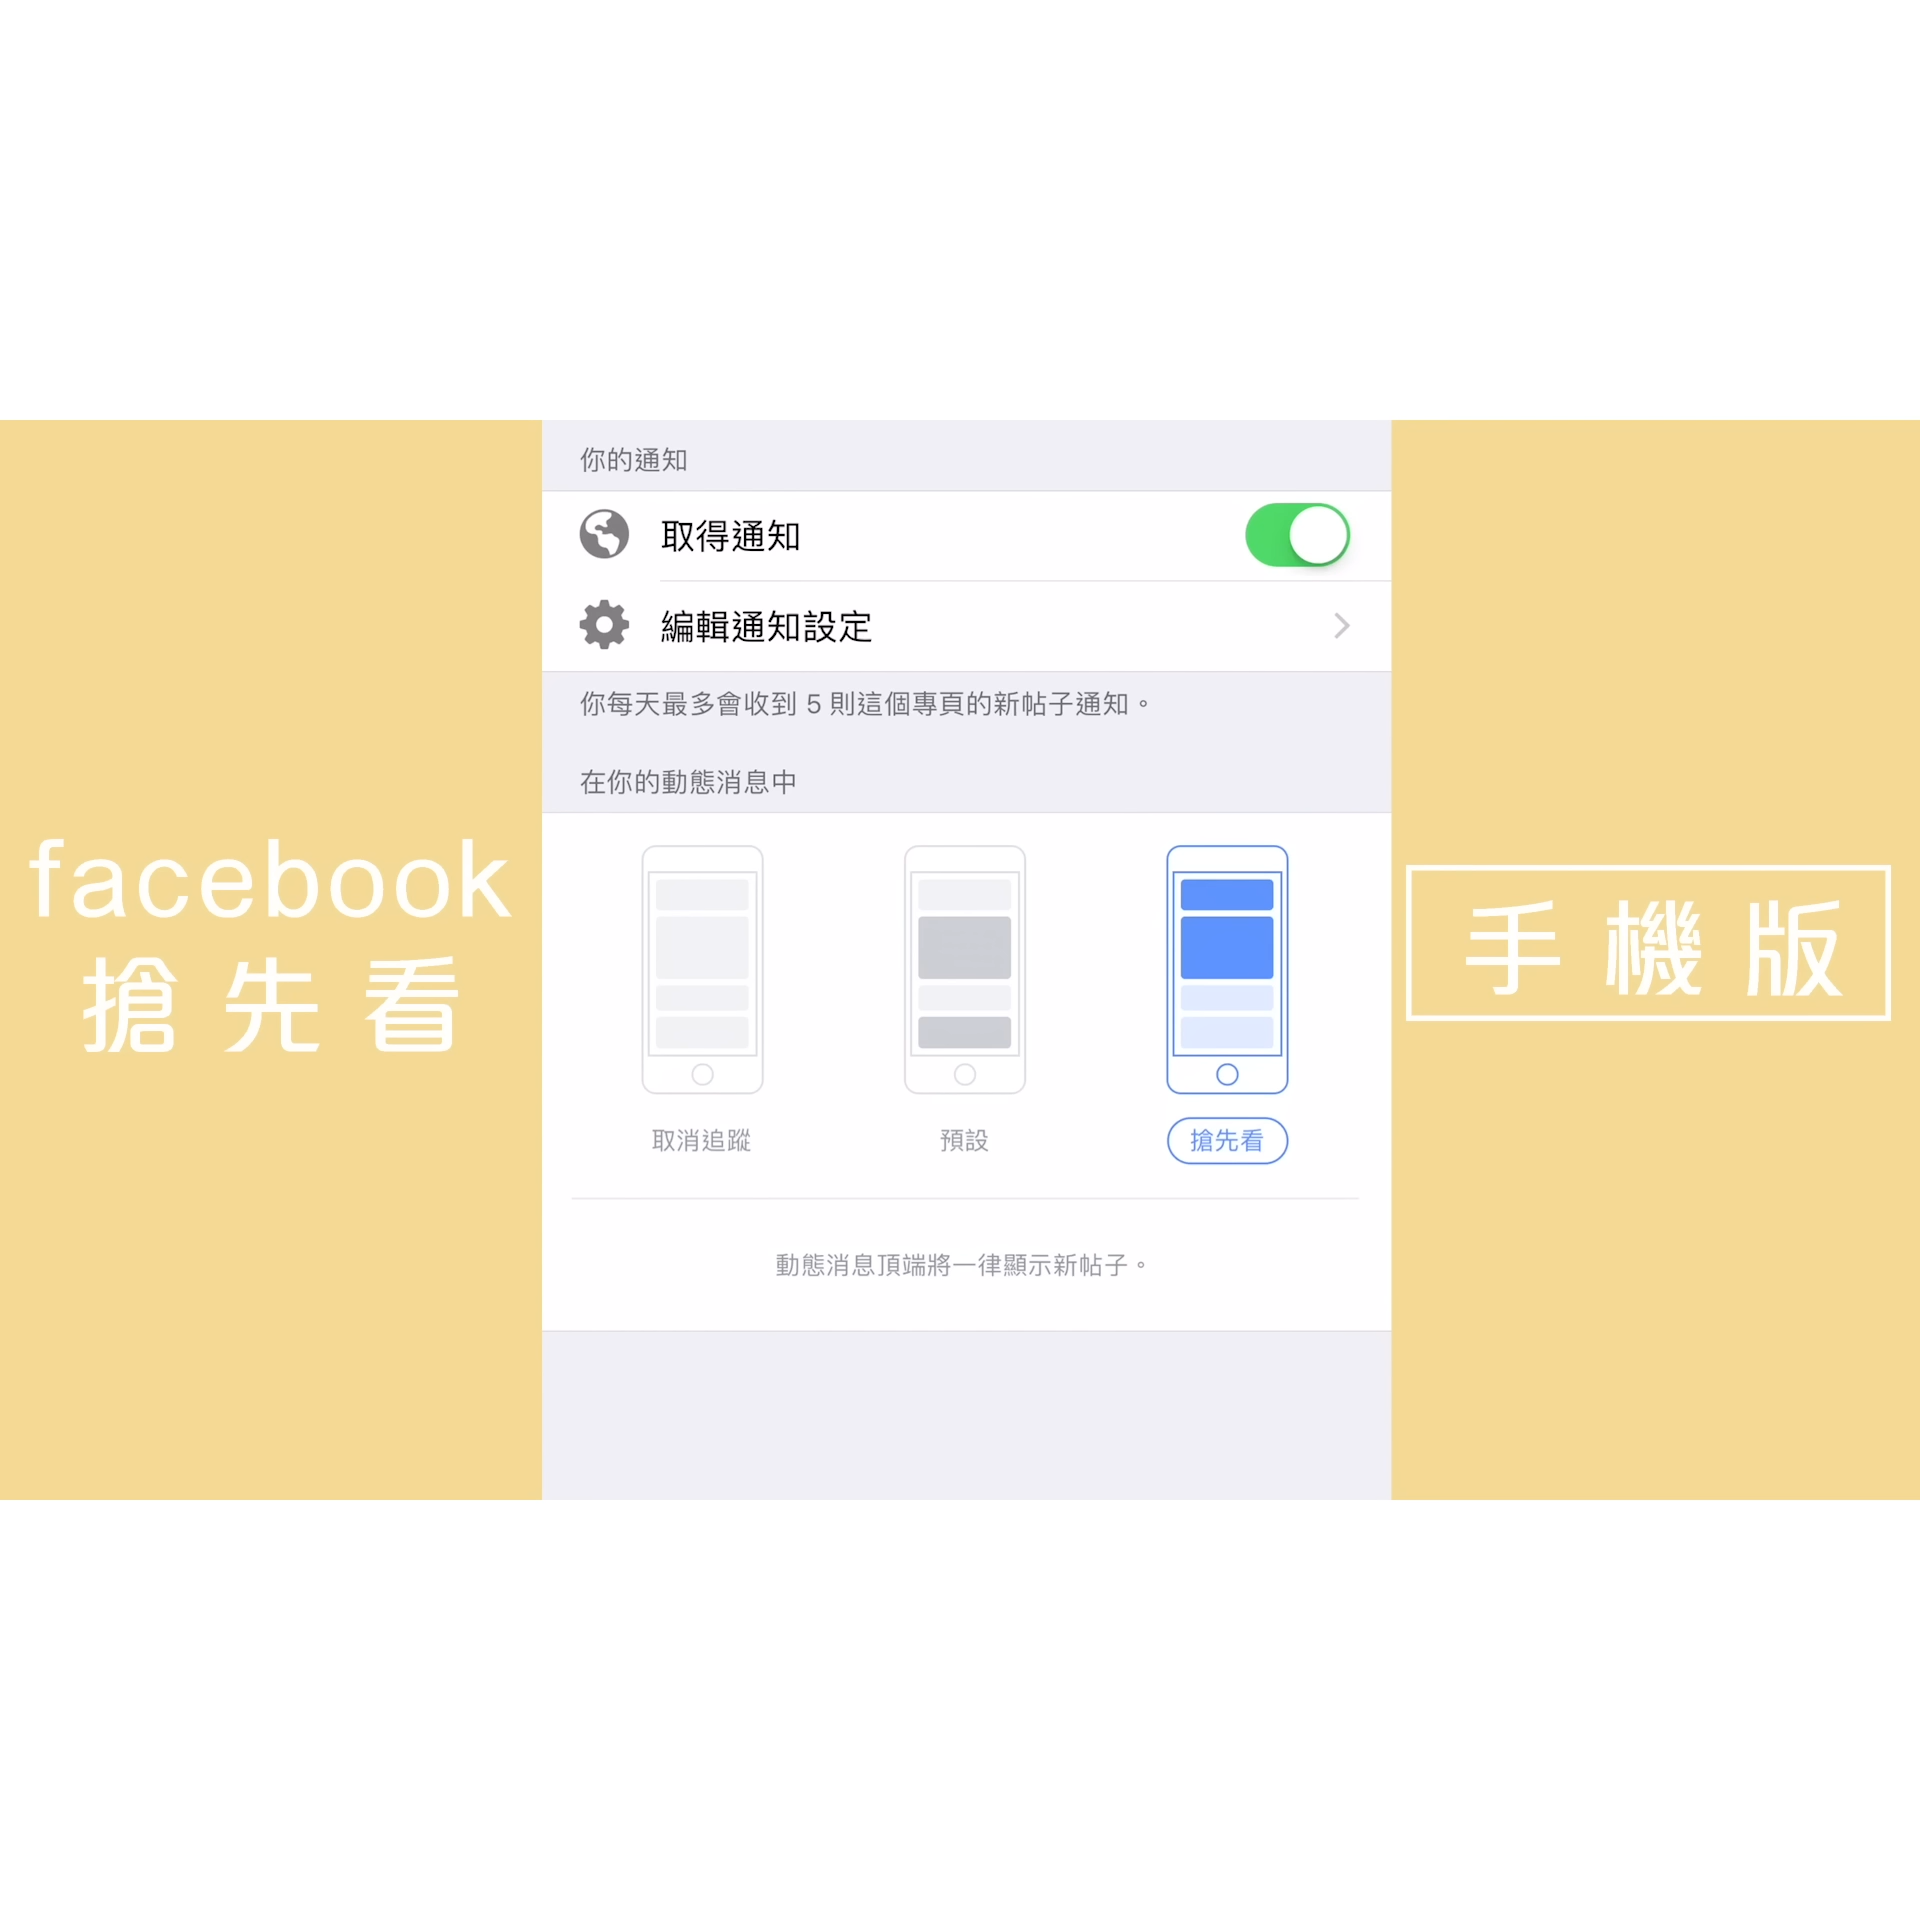 facebook
搶先看
你的通知
取得通知
編輯通知設定
你每天最多會收到 5 則這個專頁的新帖子通知。
在你的動態消息中
取消追蹤
預設
搶先看
動態消息頂端將一律顯示新帖子。
手機版